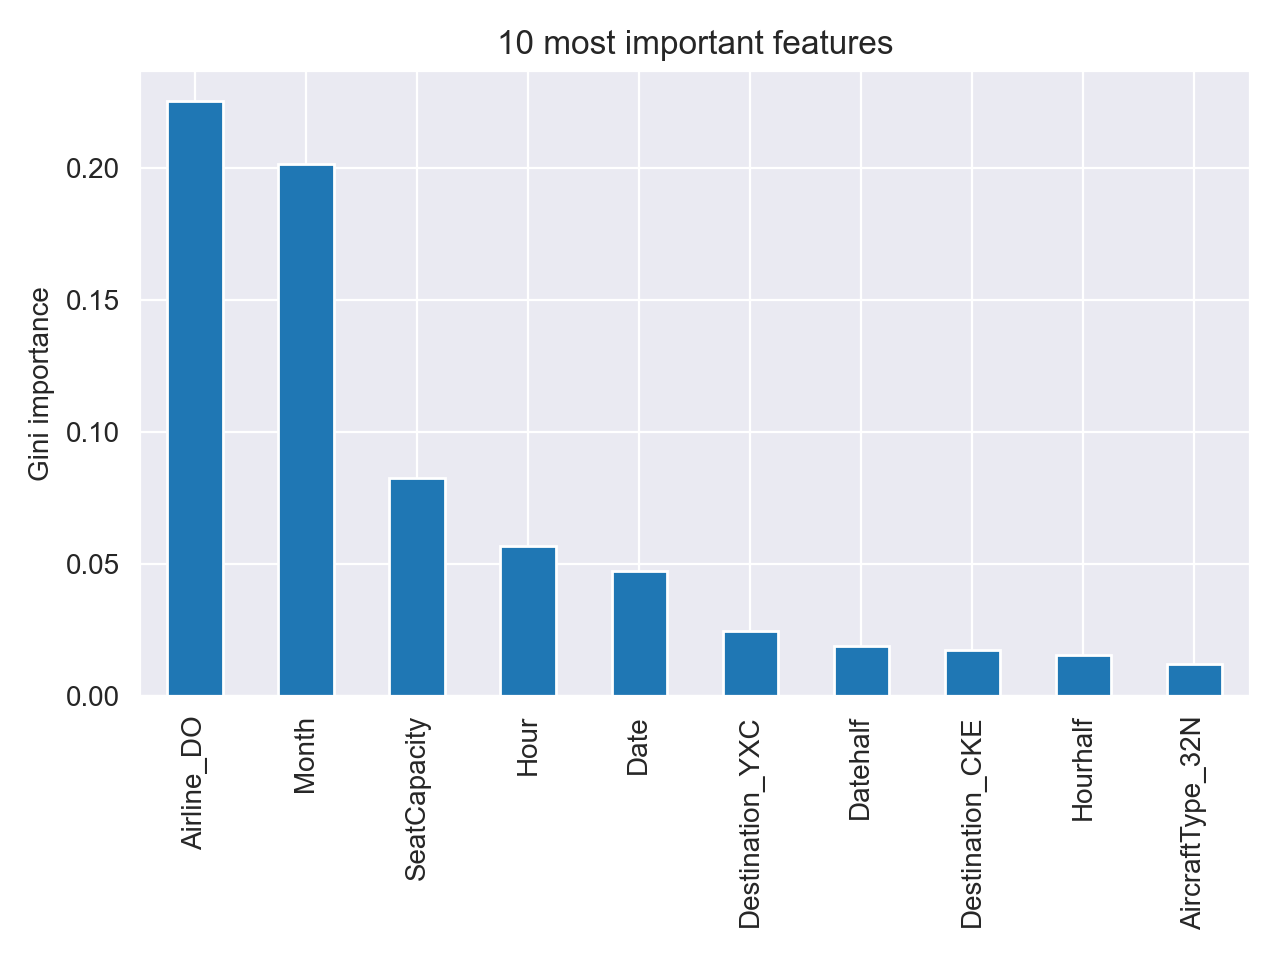 10 most important features
Gini importance
0.20
0.15
0.10
0.05
0.00
Airline_DO
Month
SeatCapacity
Hour
Date
Destination_YXC
Datehalf
Destination_CKE
Hourhalf
AircraftType_32N